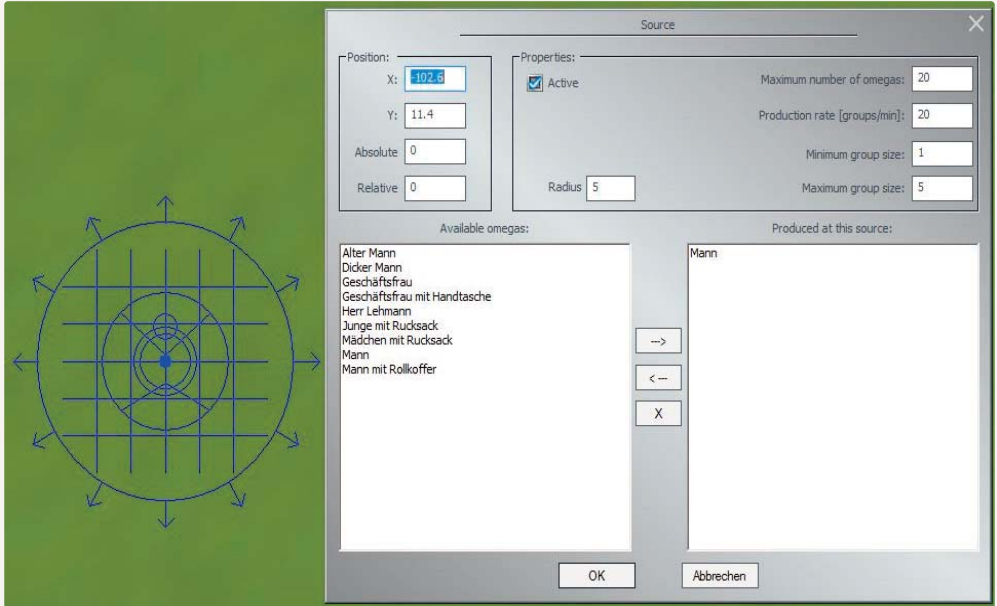 Source
Position:
X: -102.6
Y: 11.4
Absolute 0
Relative 0
Properties:
Active
Radius 5
Maximum number of omegas: 20
Production rate [groups/min]: 20
Minimum group size: 1
Maximum group size: 5
Available omegas:
Alter Mann
Dicker Mann
Geschäftsfrau
Geschäftsfrau mit Handtasche
Herr Lehmann
Junge mit Rucksack
Mädchen mit Rucksack
Mann
Mann mit Rollkoffer
--->
<---
X
Produced at this source:
Mann
OK
Abbrechen